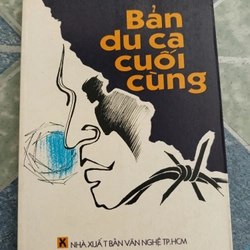 Bản
du ca
cuối
cùng
X NHÀ XUẤT BẢN VĂN NGHỆ TP.HCM